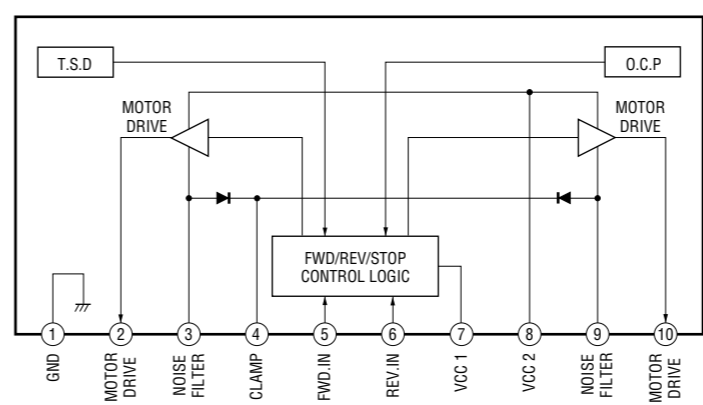 T.S.D
O.C.P
MOTOR
DRIVE
MOTOR
DRIVE
FWD/REV/STOP
CONTROL LOGIC
1
2
3
4
5
6
7
8
9
10
GND
MOTOR
DRIVE
NOISE
FILTER
CLAMP
FWD.IN
REV.IN
VCC 1
VCC 2
NOISE
FILTER
MOTOR
DRIVE